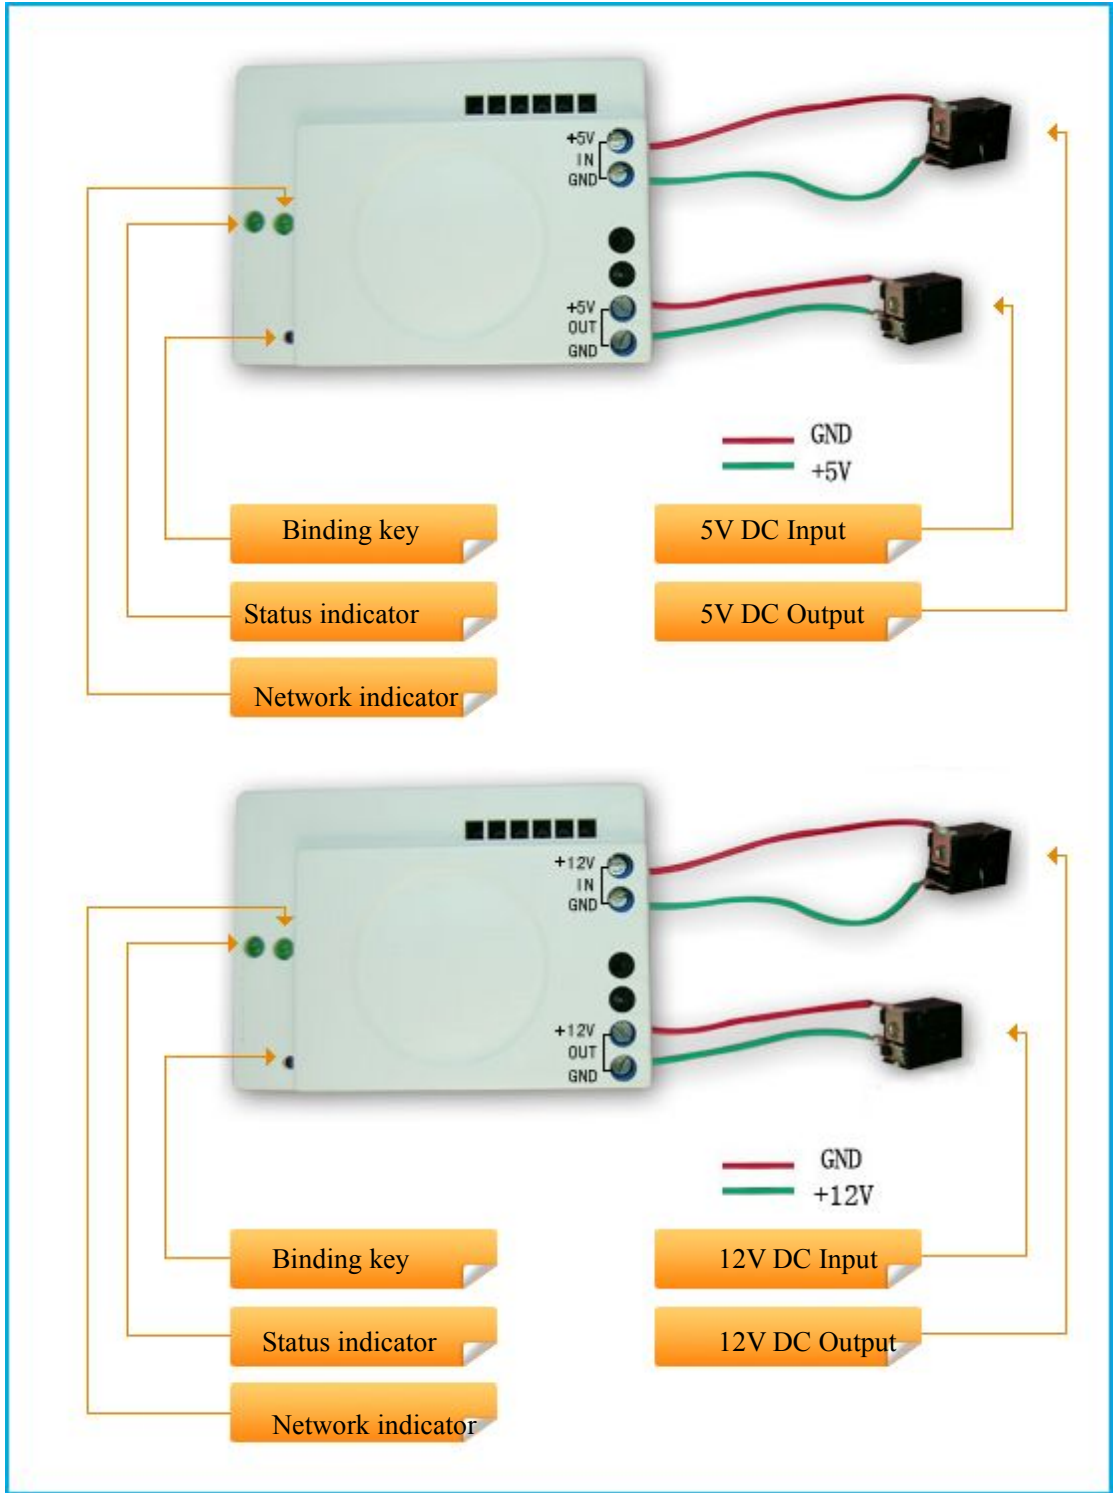 +5V
IN
GND
+5V
OUT
GND
GND
+5V
Binding key
5V DC Input
Status indicator
5V DC Output
Network indicator
+12V
IN
GND
+12V
OUT
GND
GND
+12V
Binding key
12V DC Input
Status indicator
12V DC Output
Network indicator